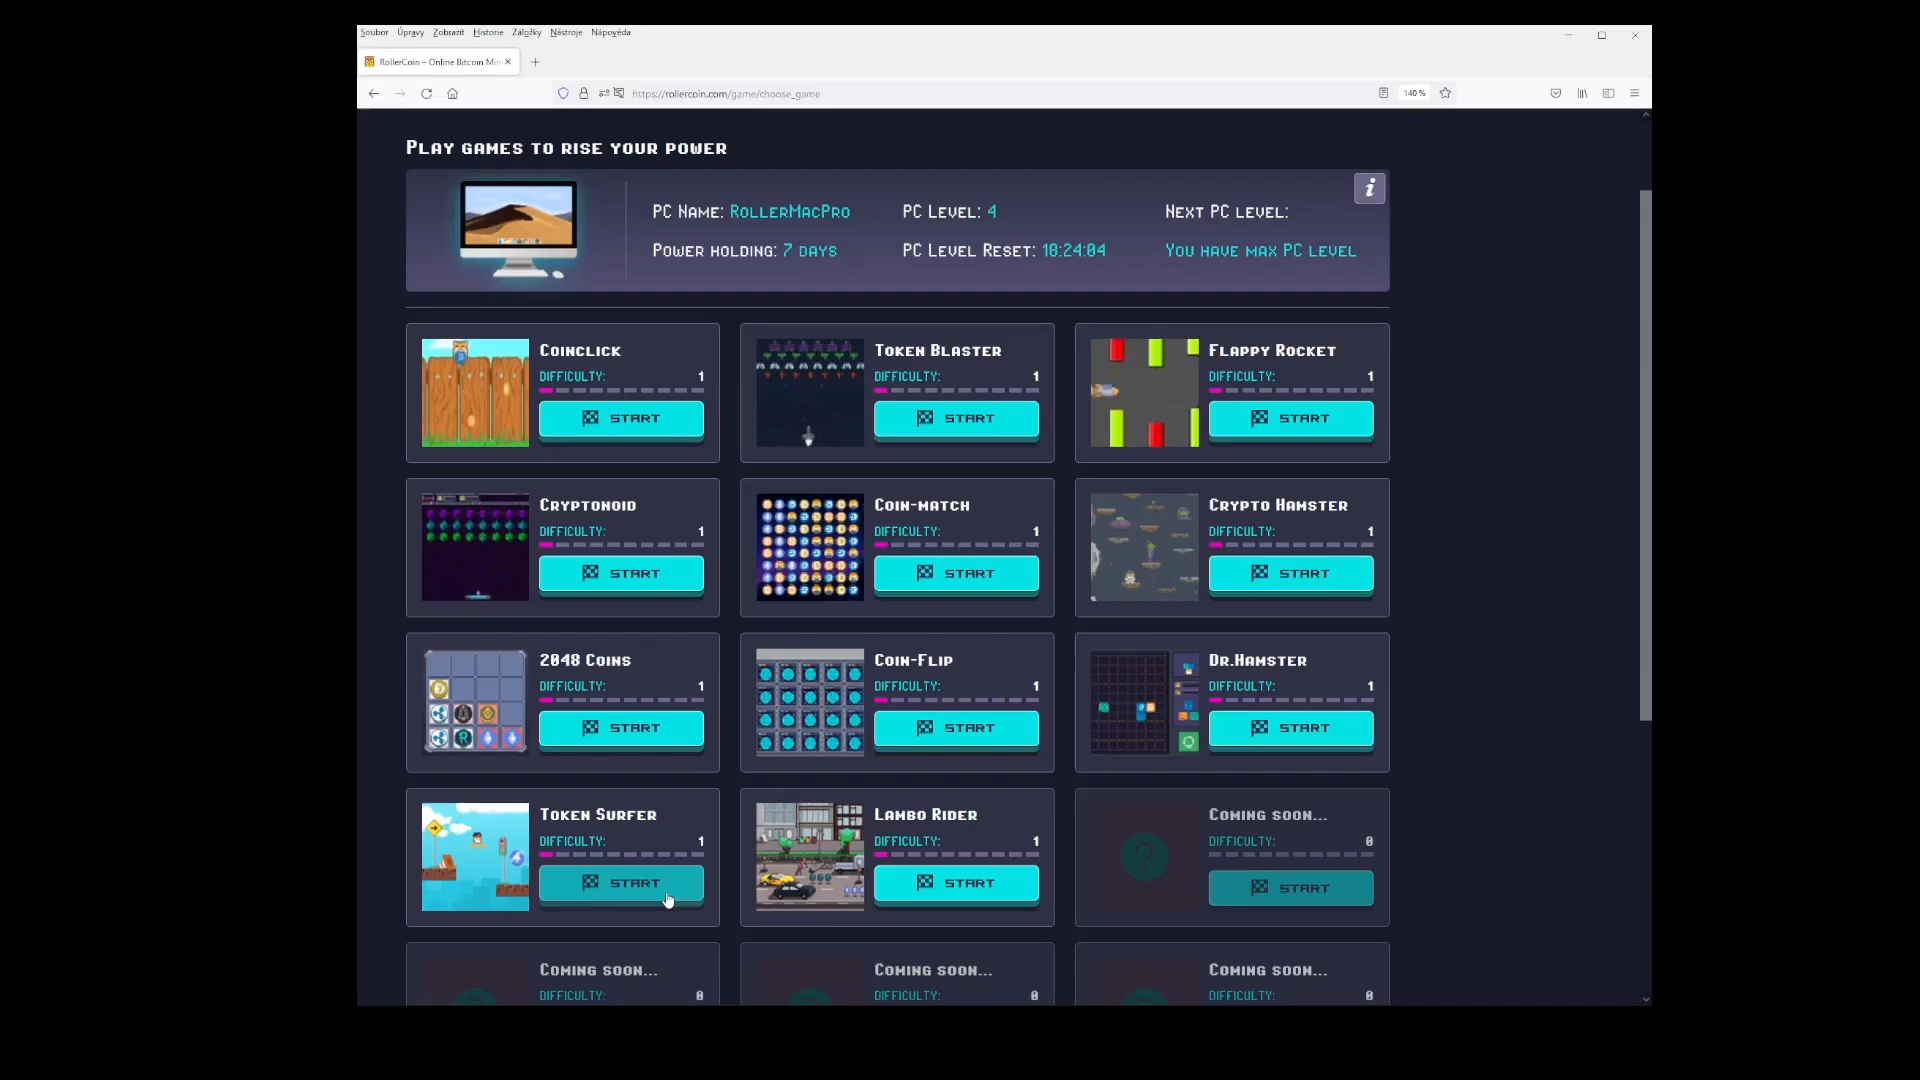 Soubor Úpravy Zobrazit Historie Záložky Nástroje Nápověda
RollerCoin – Online Bitcoin Min
https://rollercoin.com/game/choose_game
140 %
Play games to rise your power
PC Name: RollerMacPro
PC Level: 4
Next PC level:
Power holding: 7 days
PC Level Reset: 18:24:04
You have max PC level
i
Coinclick
Difficulty: 1
START
Token Blaster
Difficulty: 1
START
Flappy Rocket
Difficulty: 1
START
Cryptonoid
Difficulty: 1
START
Coin-match
Difficulty: 1
START
Crypto Hamster
Difficulty: 1
START
2048 Coins
Difficulty: 1
START
Coin-Flip
Difficulty: 1
START
Dr.Hamster
Difficulty: 1
START
Token Surfer
Difficulty: 1
START
Lambo Rider
Difficulty: 1
START
Coming soon...
Difficulty: 0
START
?
Coming soon...
Difficulty: 0
Coming soon...
Difficulty: 0
Coming soon...
Difficulty: 0